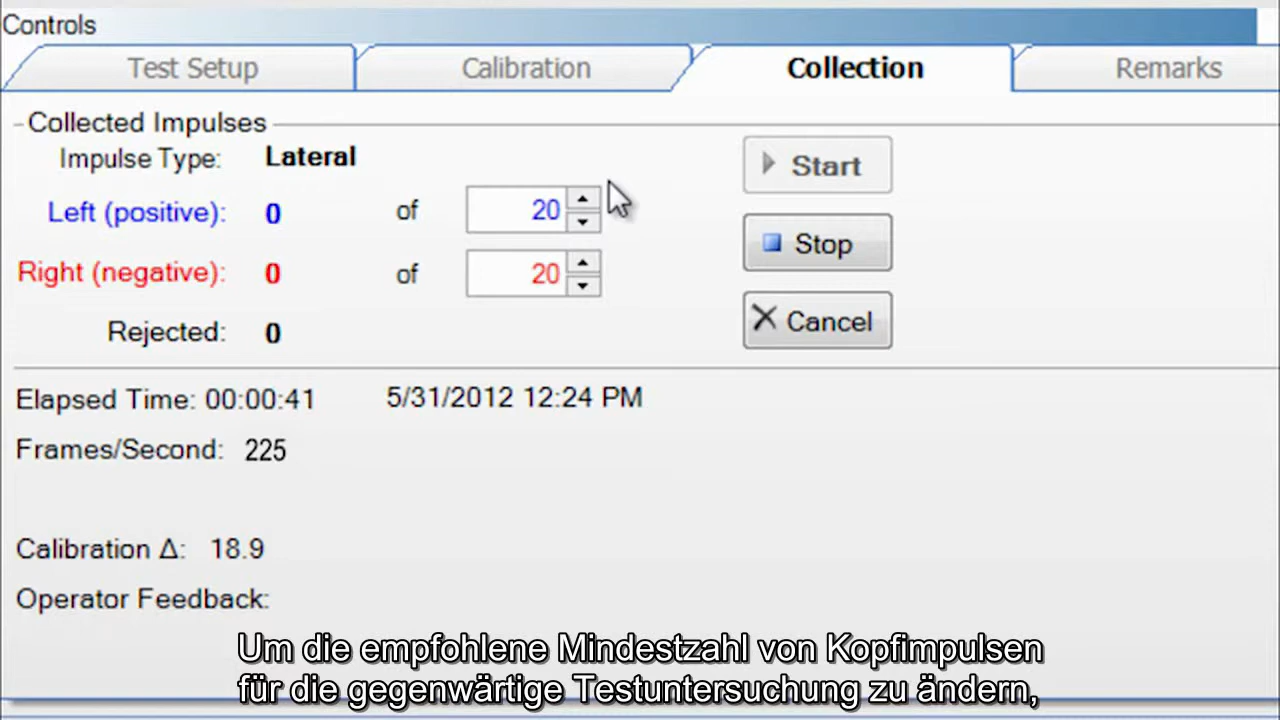 Controls
Test Setup Calibration Collection Remarks
Collected Impulses
Impulse Type: Lateral
Left (positive): 0 of 20
Right (negative): 0 of 20
Rejected: 0
Start
Stop
Cancel
Elapsed Time: 00:00:41 5/31/2012 12:24 PM
Frames/Second: 225
Calibration Δ: 18.9
Operator Feedback:
Um die empfohlene Mindestzahl von Kopfimpulsen
für die gegenwärtige Testuntersuchung zu ändern,